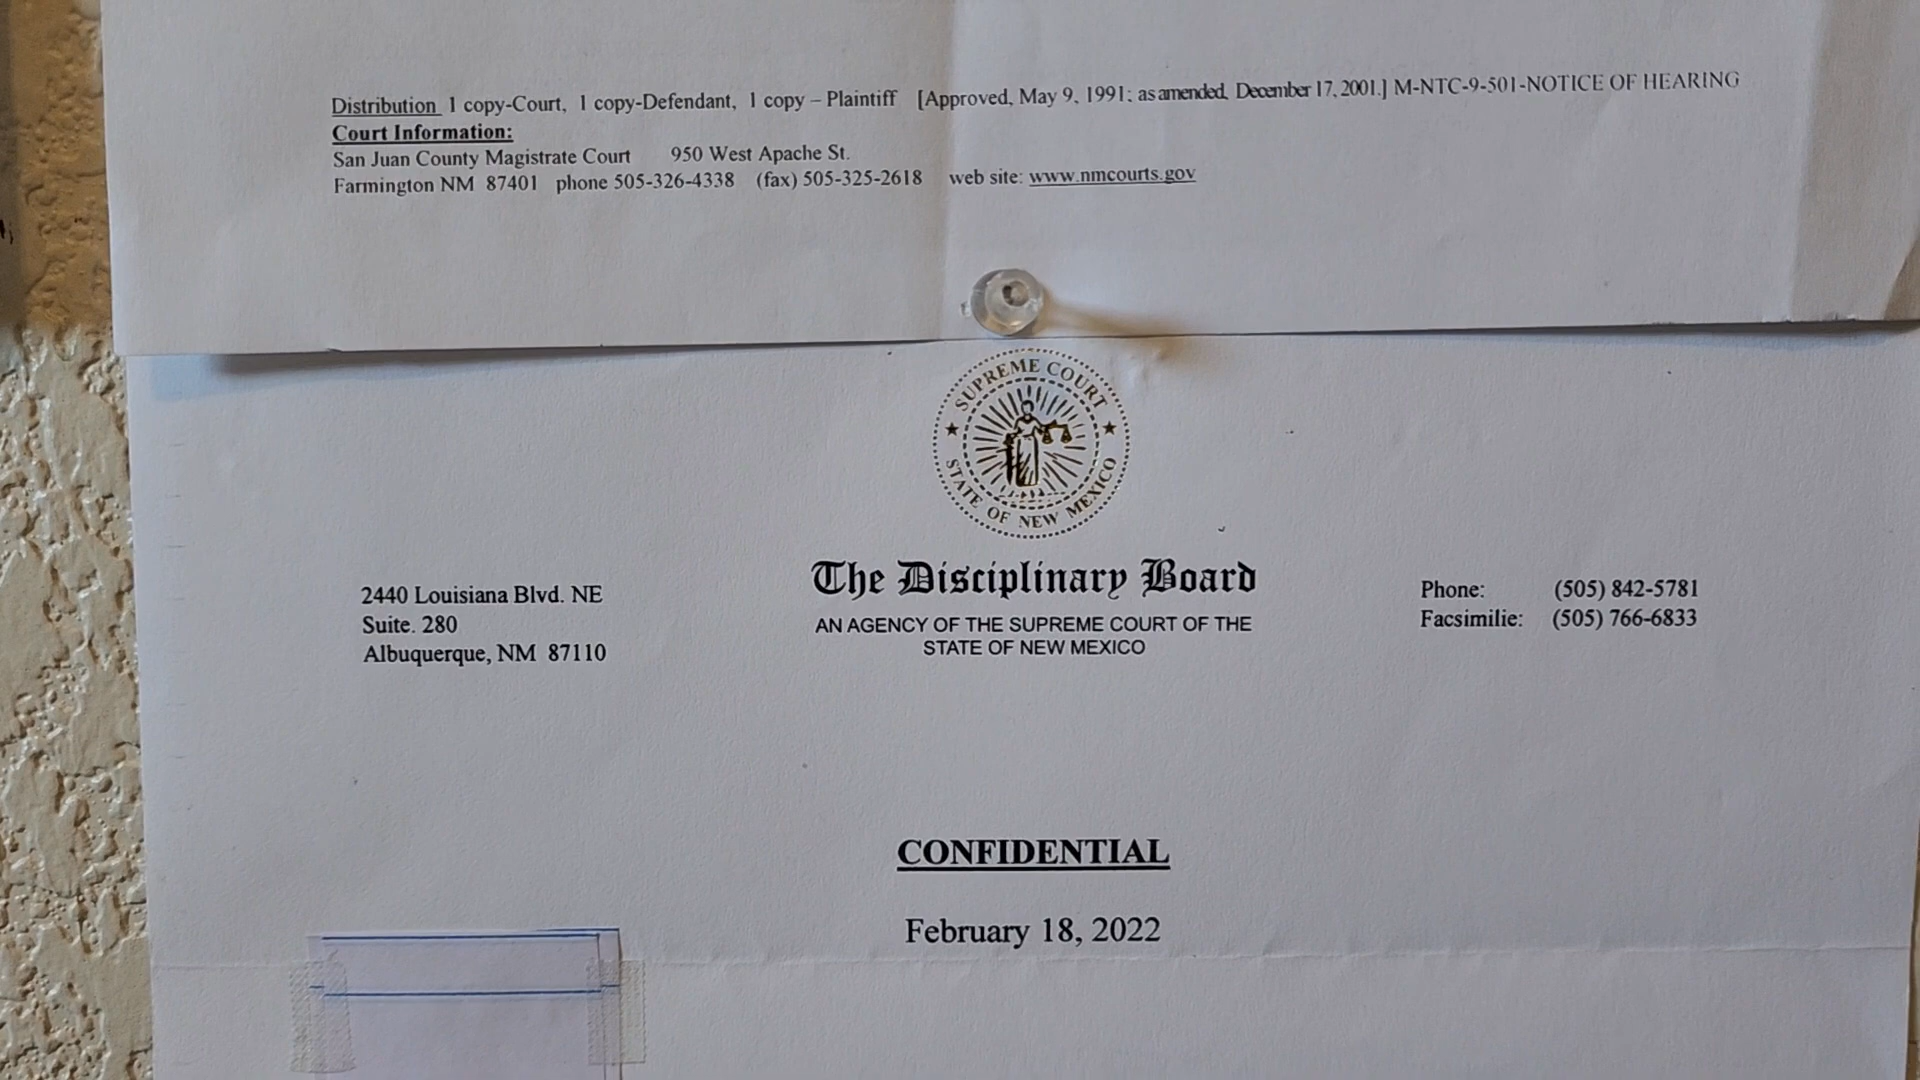 Distribution 1 copy-Court, 1 copy-Defendant, 1 copy – Plaintiff [Approved, May 9, 1991; as amended, December 17, 2001.] M-NTC-9-501-NOTICE OF HEARING
Court Information:
San Juan County Magistrate Court 950 West Apache St.
Farmington NM 87401 phone 505-326-4338 (fax) 505-325-2618 web site: www.nmcourts.gov
SUPREME COURT
STATE OF NEW MEXICO
The Disciplinary Board
AN AGENCY OF THE SUPREME COURT OF THE
STATE OF NEW MEXICO
2440 Louisiana Blvd. NE
Suite. 280
Albuquerque, NM 87110
Phone: (505) 842-5781
Facsimilie: (505) 766-6833
CONFIDENTIAL
February 18, 2022